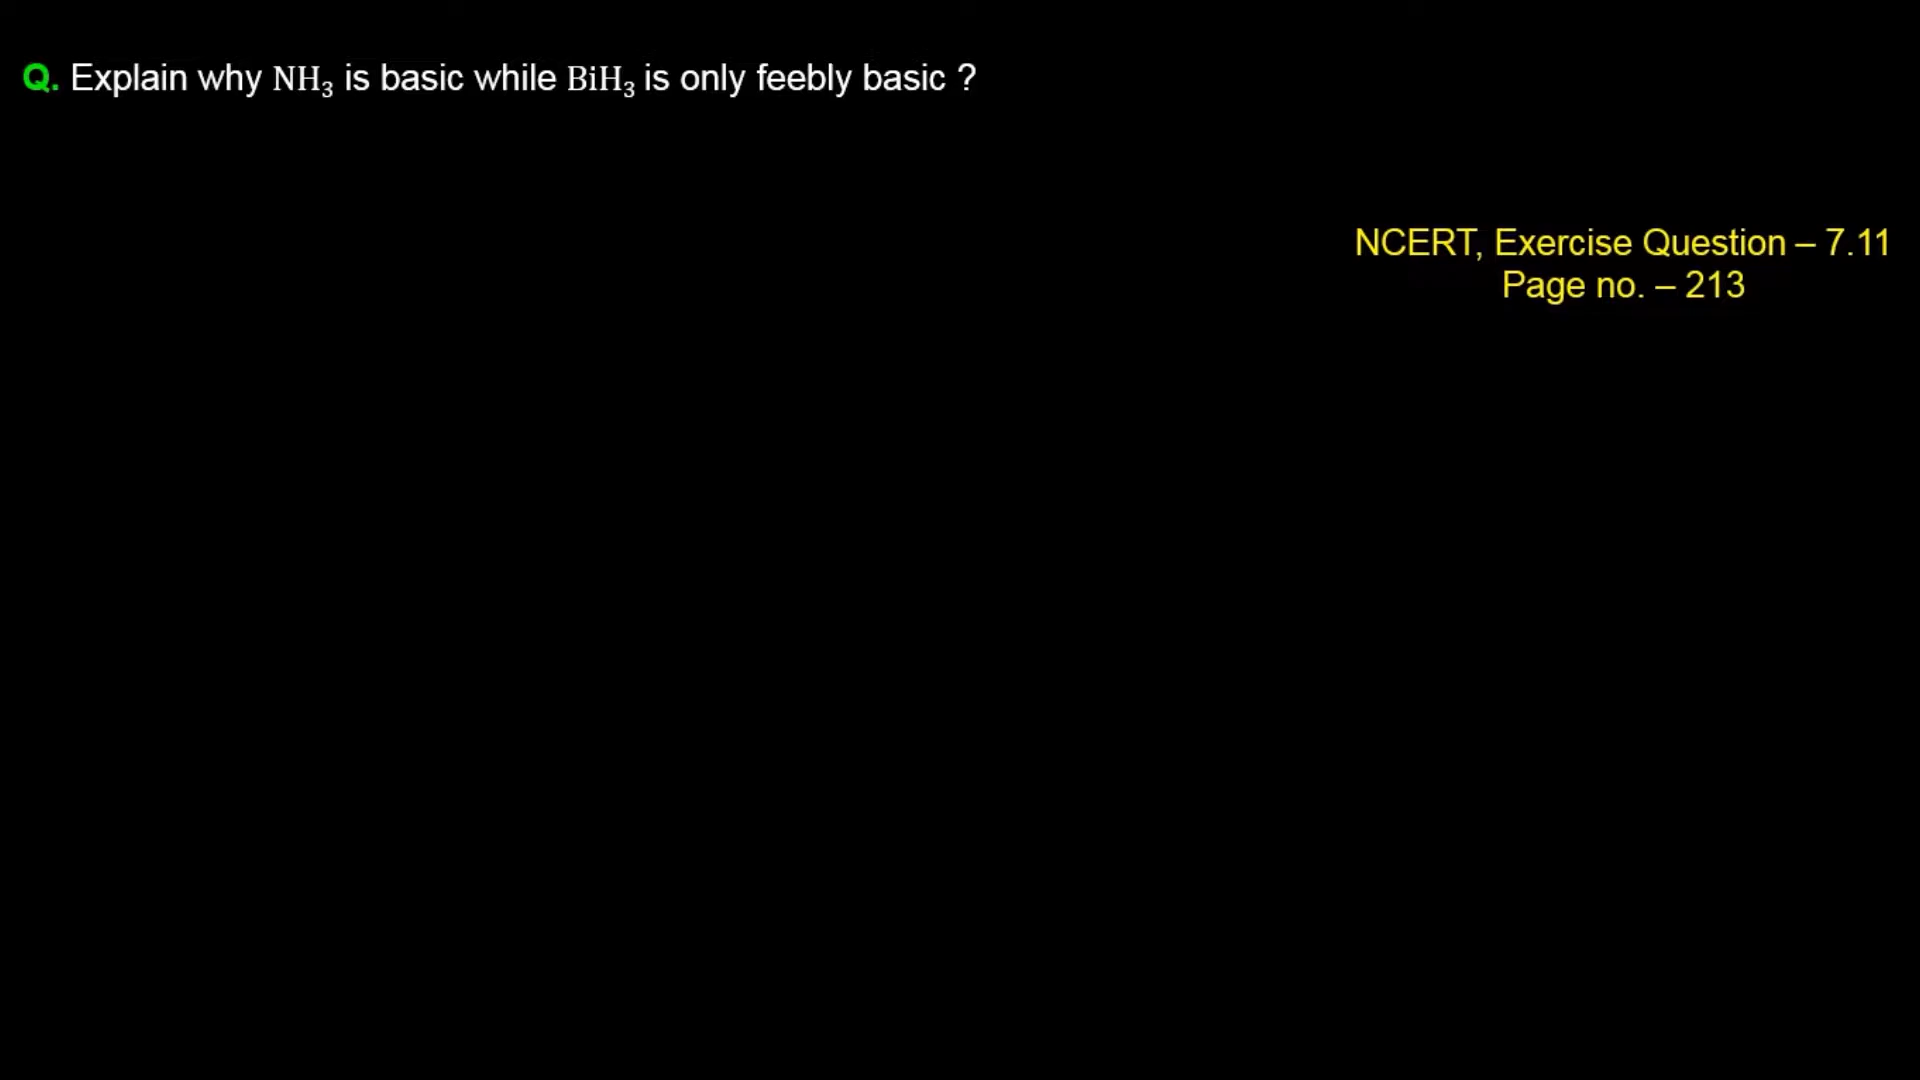 Q. Explain why NH₃ is basic while BiH₃ is only feebly basic ?
NCERT, Exercise Question – 7.11
Page no. – 213